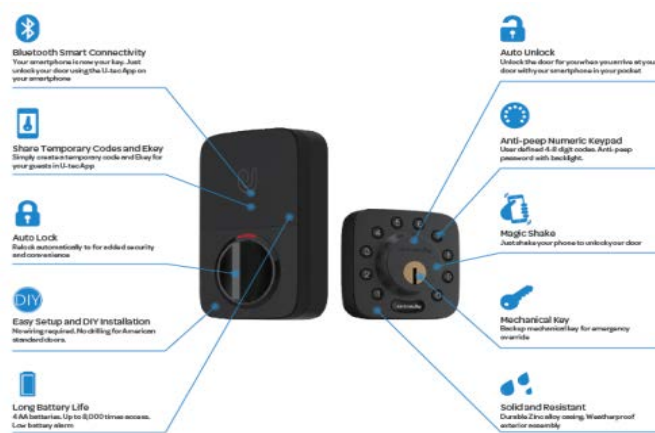 Bluetooth Smart Connectivity
Your smartphone is now your key. Just
unlock your door using the U-tec App on
your smartphone
Share Temporary Codes and Ekey
Simply create a temporary code and Ekey for
your guests in U-tec App
Auto Lock
Relock automatically to for added security
and convenience
DIY
Easy Setup and DIY Installation
No wiring required. No drilling for American
standard doors.
Long Battery Life
4 AA batteries. Up to 8,000 times access.
Low battery alarm
Auto Unlock
Unlock the door for you when you arrive at your
door with your smartphone in your pocket
Anti-peep Numeric Keypad
User defined 4-8 digit codes. Anti-peep
password with backlight.
Magic Shake
Just shake your phone to unlock your door
Mechanical Key
Backup mechanical key for emergency
override
Solid and Resistant
Durable Zinc alloy casing. Weatherproof
exterior assembly